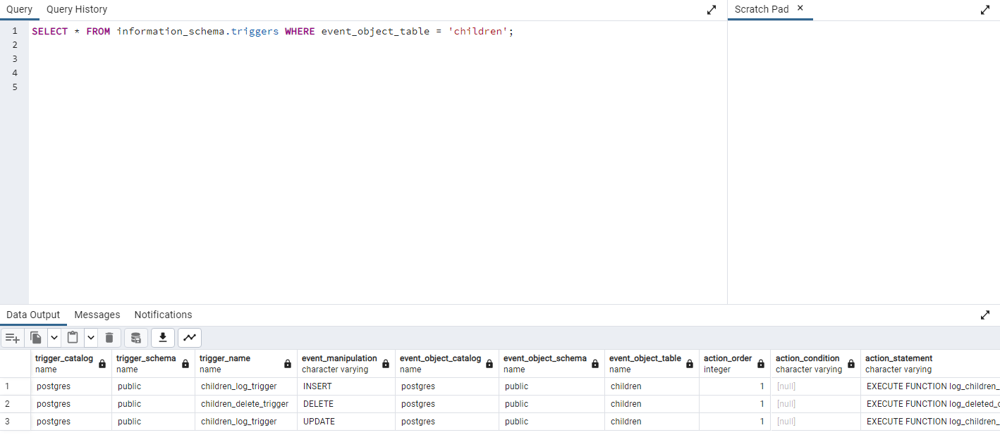 Query Query History Scratch Pad ×
1 SELECT * FROM information_schema.triggers WHERE event_object_table = 'children';
2
3
4
5
Data Output Messages Notifications
trigger_catalog trigger_schema trigger_name event_manipulation event_object_catalog event_object_schema event_object_table action_order action_condition action_statement
name name name character varying name name name integer character varying character varying
1 postgres public children_log_trigger INSERT postgres public children 1 [null] EXECUTE FUNCTION log_children_
2 postgres public children_delete_trigger DELETE postgres public children 1 [null] EXECUTE FUNCTION log_deleted_
3 postgres public children_log_trigger UPDATE postgres public children 1 [null] EXECUTE FUNCTION log_children_